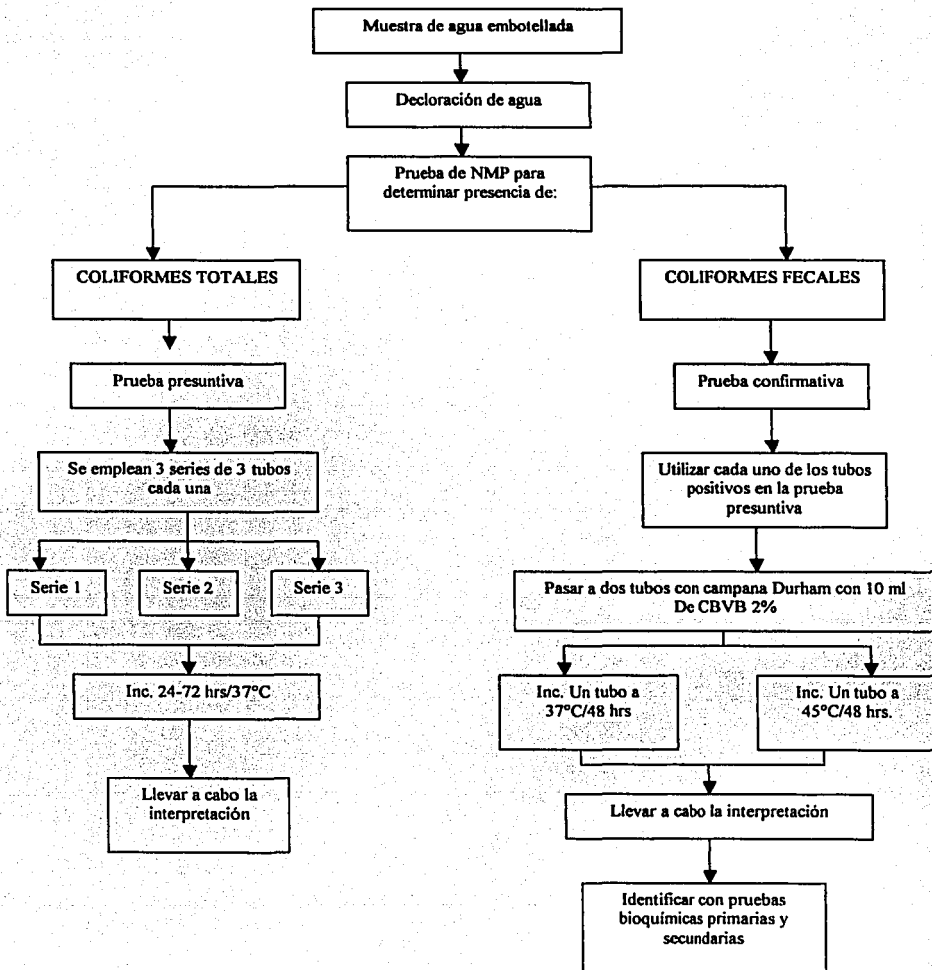 Muestra de agua embotellada
Decloración de agua
Prueba de NMP para
determinar presencia de:
COLIFORMES TOTALES
Prueba presuntiva
Se emplean 3 series de 3 tubos
cada una
Serie 1
Serie 2
Serie 3
Inc. 24-72 hrs/37°C
Llevar a cabo la
interpretación
COLIFORMES FECALES
Prueba confirmativa
Utilizar cada uno de los tubos
positivos en la prueba
presuntiva
Pasar a dos tubos con campana Durham con 10 ml
De CBVB 2%
Inc. Un tubo a
37°C/48 hrs
Inc. Un tubo a
45°C/48 hrs.
Llevar a cabo la interpretación
Identificar con pruebas
bioquímicas primarias y
secundarias